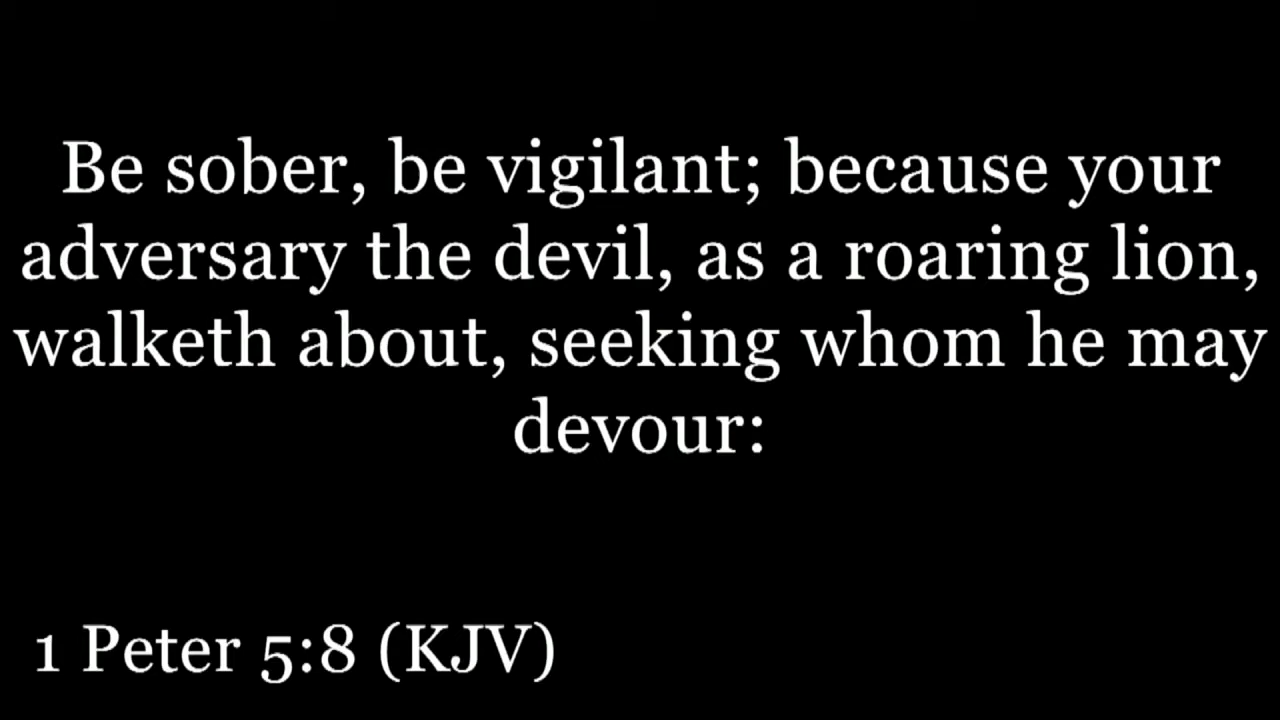 Be sober, be vigilant; because your
adversary the devil, as a roaring lion,
walketh about, seeking whom he may
devour:
1 Peter 5:8 (KJV)